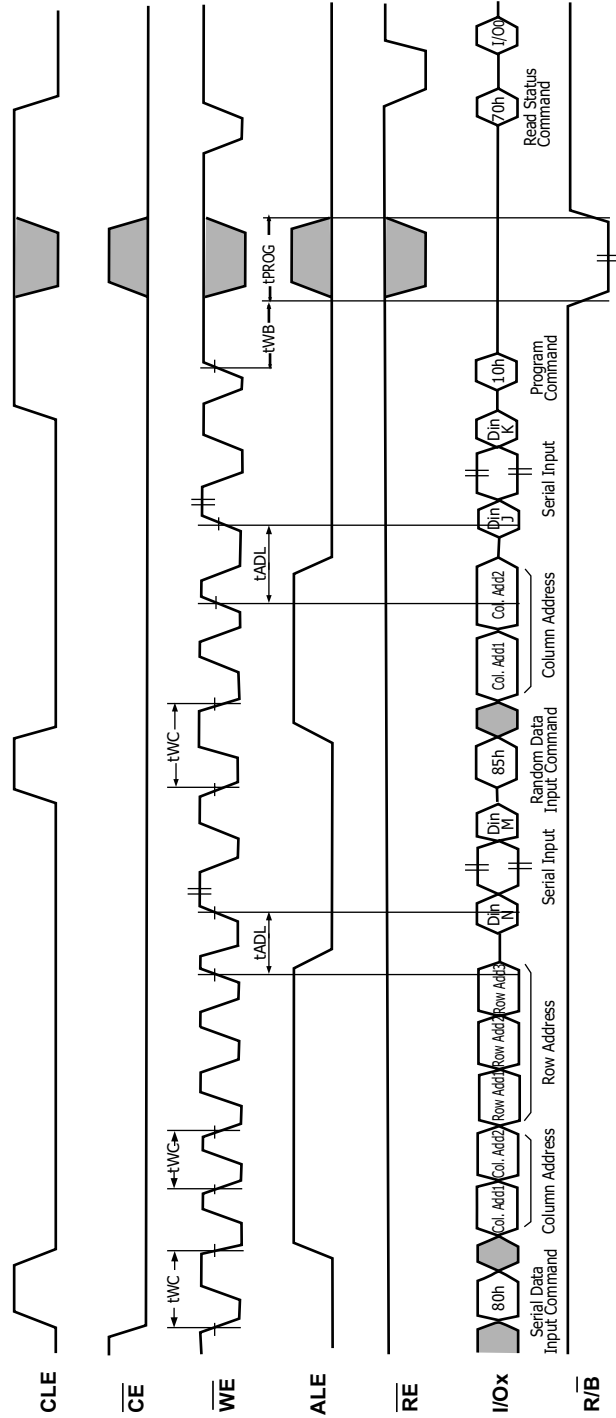 CLE
CE
WE
tWC
tWC
tADL
tWC
tADL
tWB
tPROG
ALE
RE
I/Ox
80h
Col. Add1
Col. Add2
Row Add1
Row Add2
Row Add3
Din
N
Din
M
85h
Col. Add1
Col. Add2
Din
J
Din
K
10h
70h
I/O0
Serial Data
Input Command
Column Address
Row Address
Serial Input
Random Data
Input Command
Column Address
Serial Input
Program
Command
Read Status
Command
R/B